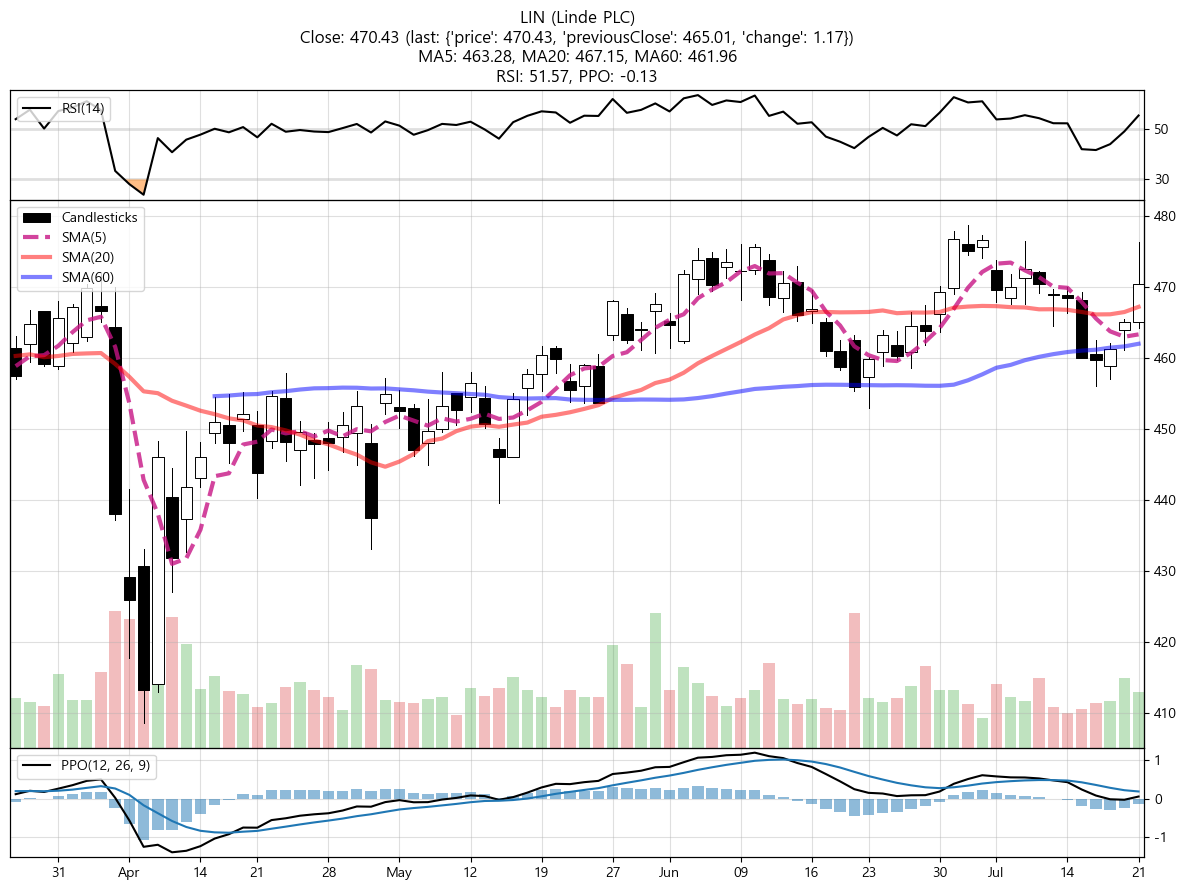 LIN (Linde PLC)
Close: 470.43 (last: {'price': 470.43, 'previousClose': 465.01, 'change': 1.17})
MA5: 463.28, MA20: 467.15, MA60: 461.96
RSI: 51.57, PPO: -0.13
RSI(14)
50
30
Candlesticks
SMA(5)
SMA(20)
SMA(60)
480
470
460
450
440
430
420
410
PPO(12, 26, 9)
1
0
-1
31 Apr 14 21 28 May 12 19 27 Jun 09 16 23 30 Jul 14 21